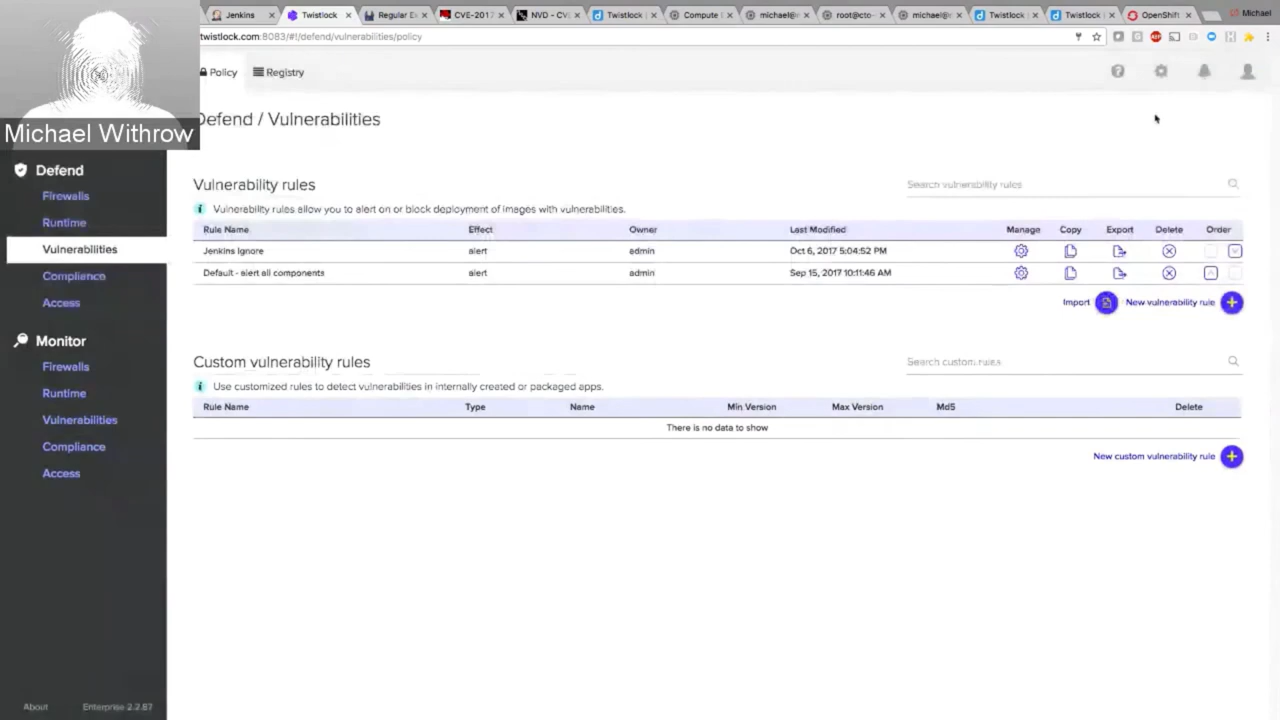 Jenkins
Twistlock
Regular E
CVE-2017
NVD - CVE
Twistlock
Compute
michael@
root@cto-
michael@
Twistlock
Twistlock
OpenShift
Michael
twistlock.com:8083/#!/defend/vulnerabilities/policy
Policy
Registry
Michael Withrow
Defend / Vulnerabilities
Defend
Firewalls
Runtime
Vulnerabilities
Compliance
Access
Monitor
Firewalls
Runtime
Vulnerabilities
Compliance
Access
About Enterprise 2.2.87
Vulnerability rules
Search vulnerability rules
Vulnerability rules allow you to alert on or block deployment of images with vulnerabilities.
Rule Name Effect Owner Last Modified Manage Copy Export Delete Order
Jenkins Ignore alert admin Oct 6, 2017 5:04:52 PM
Default - alert all components alert admin Sep 15, 2017 10:11:46 AM
Import New vulnerability rule
Custom vulnerability rules
Search custom rules
Use customized rules to detect vulnerabilities in internally created or packaged apps.
Rule Name Type Name Min Version Max Version Md5 Delete
There is no data to show
New custom vulnerability rule